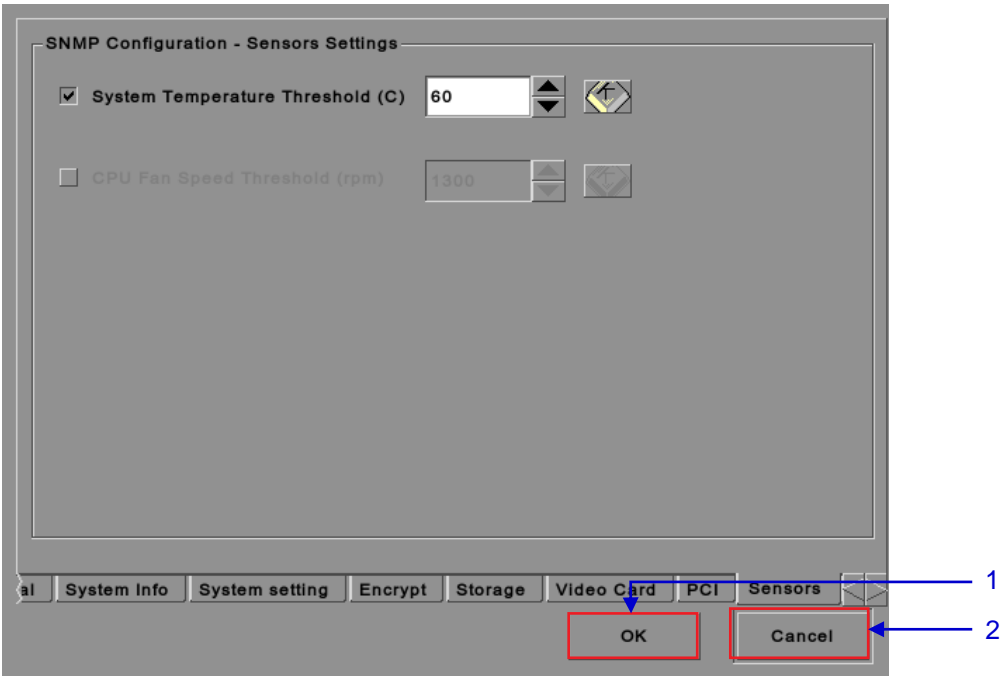 SNMP Configuration - Sensors Settings
System Temperature Threshold (C) 60
CPU Fan Speed Threshold (rpm) 1300
al System Info System setting Encrypt Storage Video Card PCI Sensors
1
OK Cancel 2